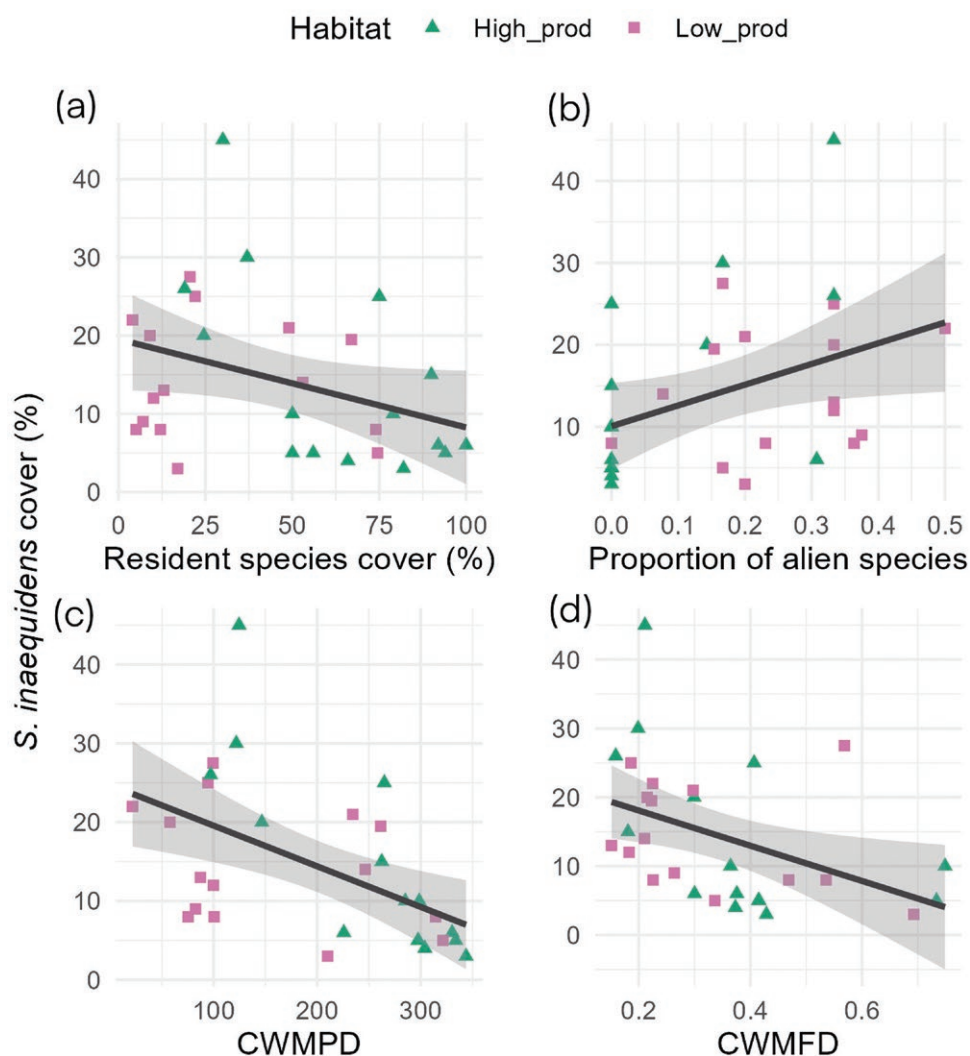 Habitat High_prod Low_prod
(a)
(b)
40
30
20
10
0
0 25 50 75 100
Resident species cover (%)
40
30
20
10
0.0 0.1 0.2 0.3 0.4 0.5
Proportion of alien species
S. inaequidens cover (%)
(c)
(d)
40
30
20
10
0
100 200 300
CWMPD
40
30
20
10
0
0.2 0.4 0.6
CWMFD